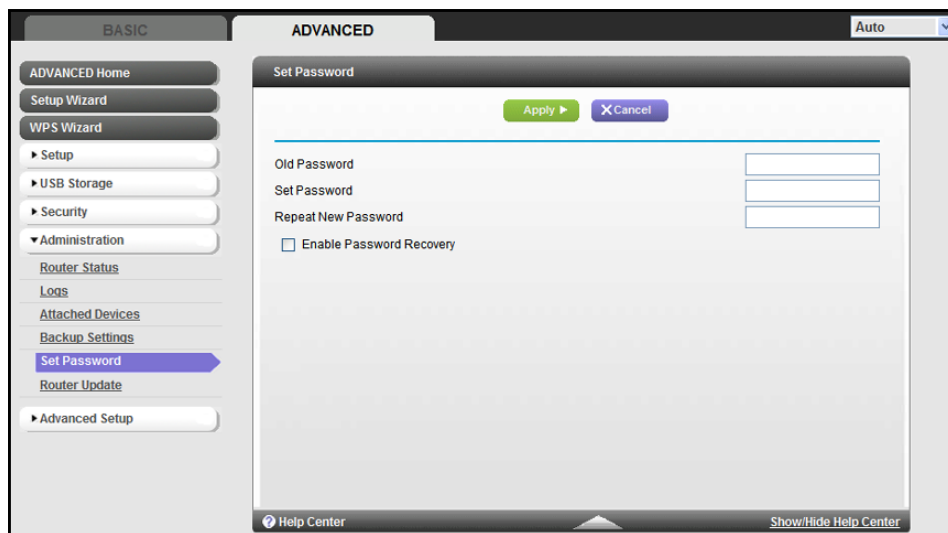 BASIC
ADVANCED
Auto
ADVANCED Home
Setup Wizard
WPS Wizard
Setup
USB Storage
Security
Administration
Router Status
Logs
Attached Devices
Backup Settings
Set Password
Router Update
Advanced Setup
Set Password
Apply
X Cancel
Old Password
Set Password
Repeat New Password
Enable Password Recovery
? Help Center
Show/Hide Help Center